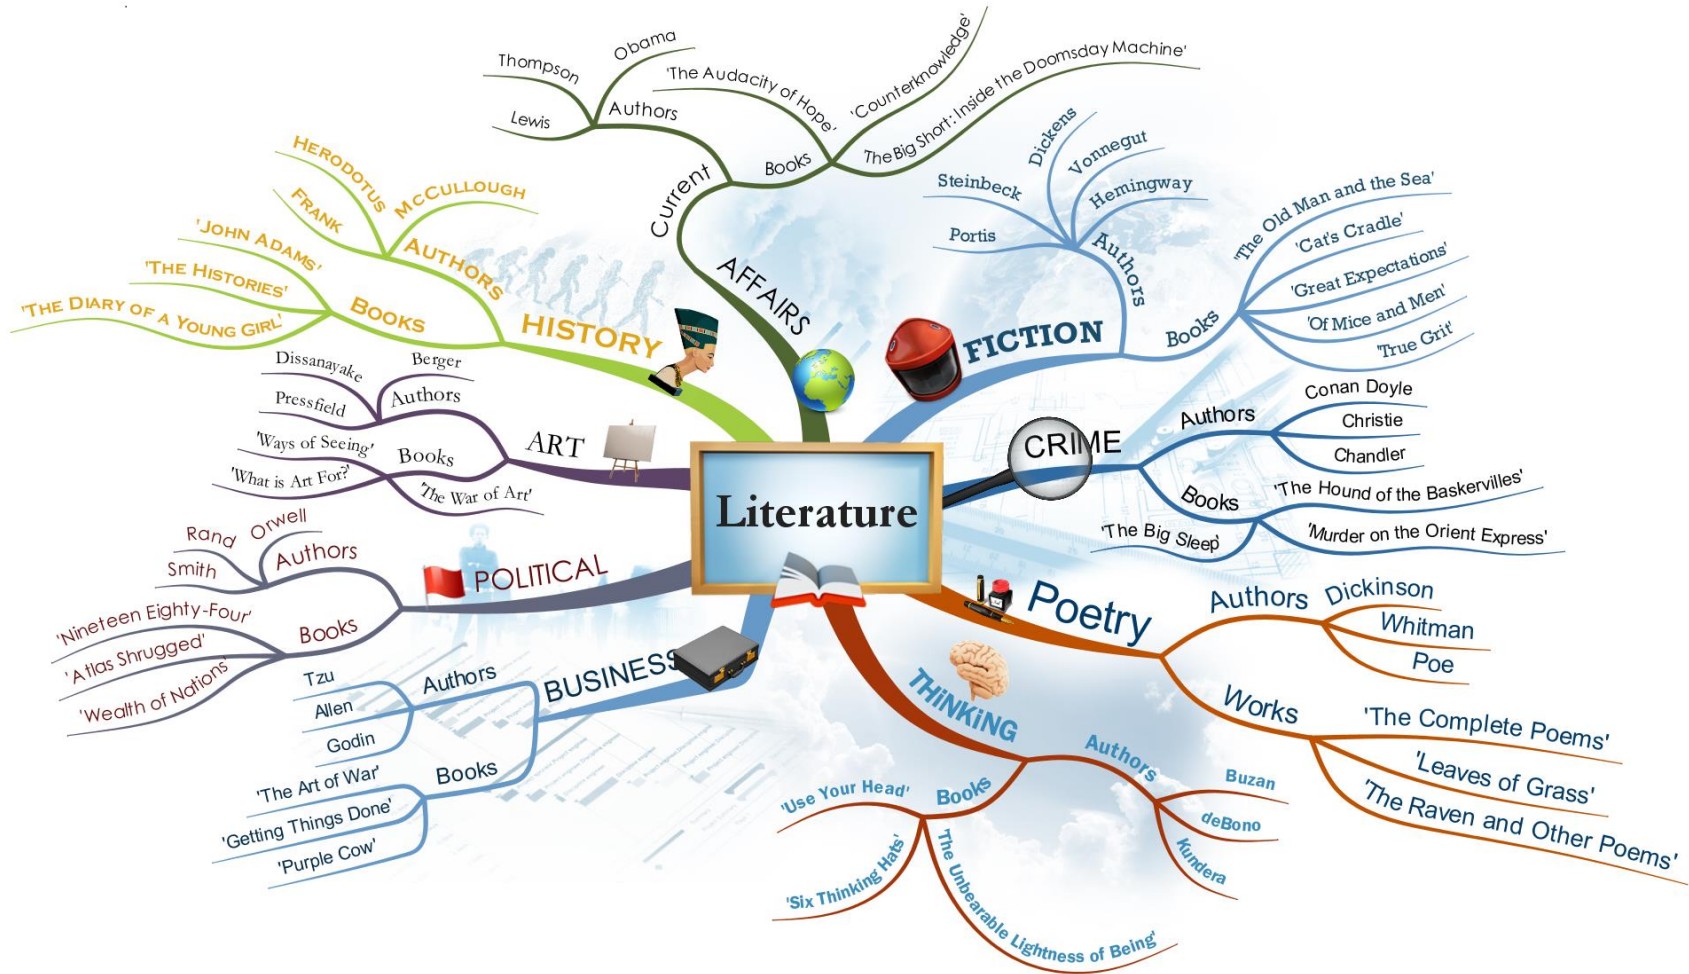 Literature
Current
AFFAIRS
Authors
Thompson
Obama
Lewis
Books
'The Audacity of Hope'
'Counterknowledge'
'The Big Short: Inside the Doomsday Machine'
FICTION
Authors
Dickens
Vonnegut
Steinbeck
Hemingway
Portis
Books
'The Old Man and the Sea'
'Cat's Cradle'
'Great Expectations'
'Of Mice and Men'
'True Grit'
CRIME
Authors
Conan Doyle
Christie
Chandler
Books
'The Hound of the Baskervilles'
'Murder on the Orient Express'
'The Big Sleep'
Poetry
Authors
Dickinson
Whitman
Poe
Works
'The Complete Poems'
'Leaves of Grass'
'The Raven and Other Poems'
THiNKiNG
Authors
Buzan
deBono
Kundera
Books
'Use Your Head'
'Six Thinking Hats'
'The Unbearable Lightness of Being'
BUSINESS
Authors
Tzu
Allen
Godin
Books
'The Art of War'
'Getting Things Done'
'Purple Cow'
POLITICAL
Authors
Rand
Orwell
Smith
Books
'Nineteen Eighty-Four'
'Atlas Shrugged'
'Wealth of Nations'
ART
Authors
Dissanayake
Berger
Pressfield
Books
'Ways of Seeing'
'What is Art For?'
'The War of Art'
HISTORY
AUTHORS
HERODOTUS
FRANK
MCCULLOUGH
BOOKS
'JOHN ADAMS'
'THE HISTORIES'
'THE DIARY OF A YOUNG GIRL'